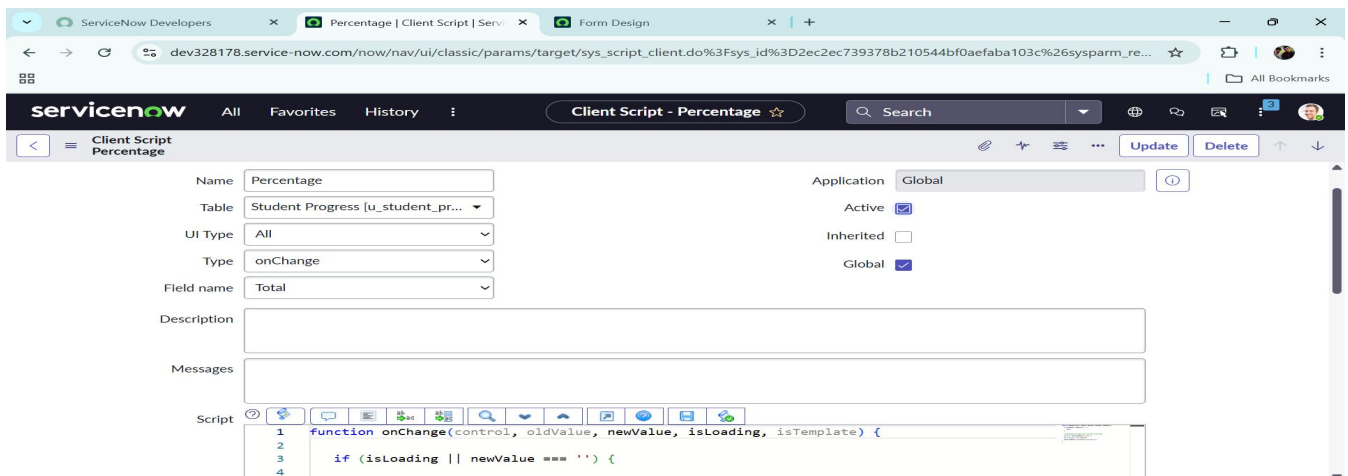 ServiceNow Developers
Percentage | Client Script | Servi
Form Design
dev328178.service-now.com/now/nav/ui/classic/params/target/sys_script_client.do%3Fsys_id%3D2ec2ec739378b210544bf0aefaba103c%26sysparm_re...
All Bookmarks
servicenow All Favorites History Client Script - Percentage Search 3
Client Script
Percentage
Update Delete
Name Percentage Application Global
Table Student Progress [u_student_pr... Active
UI Type All Inherited
Type onChange Global
Field name Total
Description
Messages
Script
1 function onChange(control, oldValue, newValue, isLoading, isTemplate) {
2
3 if (isLoading || newValue === '') {
4